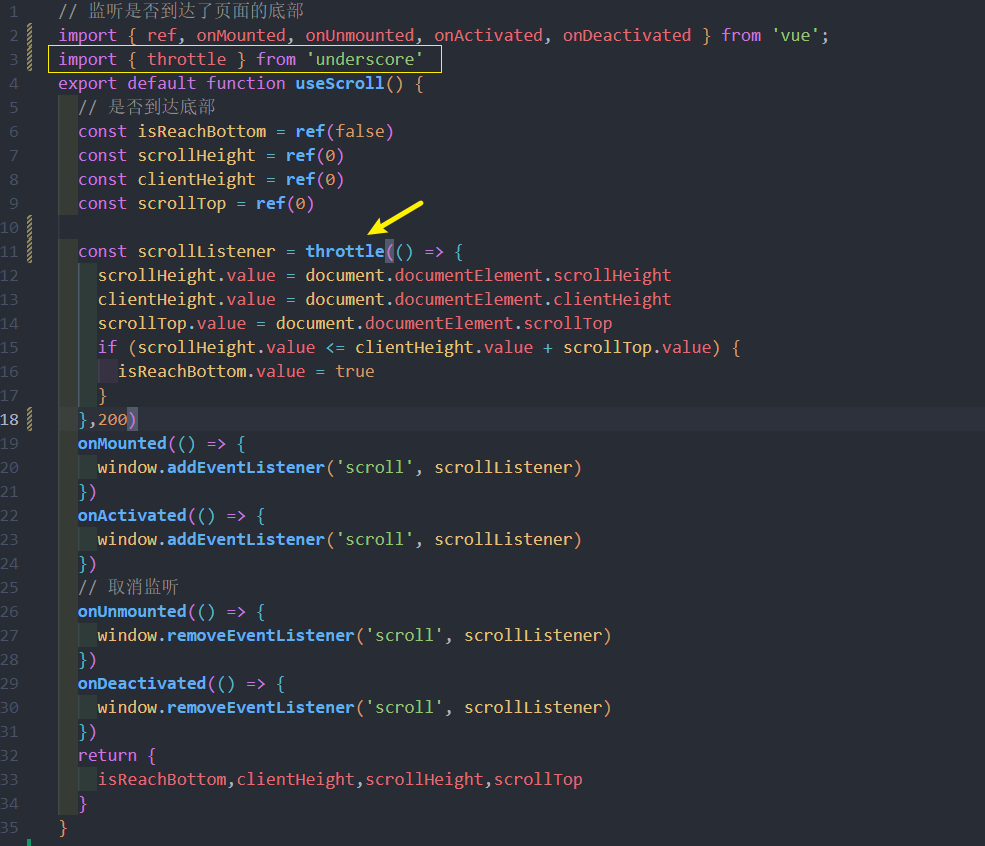 1 // 监听是否到达了页面的底部
2 import { ref, onMounted, onUnmounted, onActivated, onDeactivated } from 'vue';
3 import { throttle } from 'underscore'
4 export default function useScroll() {
5 // 是否到达底部
6 const isReachBottom = ref(false)
7 const scrollHeight = ref(0)
8 const clientHeight = ref(0)
9 const scrollTop = ref(0)
10
11 const scrollListener = throttle(() => {
12 scrollHeight.value = document.documentElement.scrollHeight
13 clientHeight.value = document.documentElement.clientHeight
14 scrollTop.value = document.documentElement.scrollTop
15 if (scrollHeight.value <= clientHeight.value + scrollTop.value) {
16 isReachBottom.value = true
17 }
18 },200)
19 onMounted(() => {
20 window.addEventListener('scroll', scrollListener)
21 })
22 onActivated(() => {
23 window.addEventListener('scroll', scrollListener)
24 })
25 // 取消监听
26 onUnmounted(() => {
27 window.removeEventListener('scroll', scrollListener)
28 })
29 onDeactivated(() => {
30 window.removeEventListener('scroll', scrollListener)
31 })
32 return {
33 isReachBottom,clientHeight,scrollHeight,scrollTop
34 }
35 }